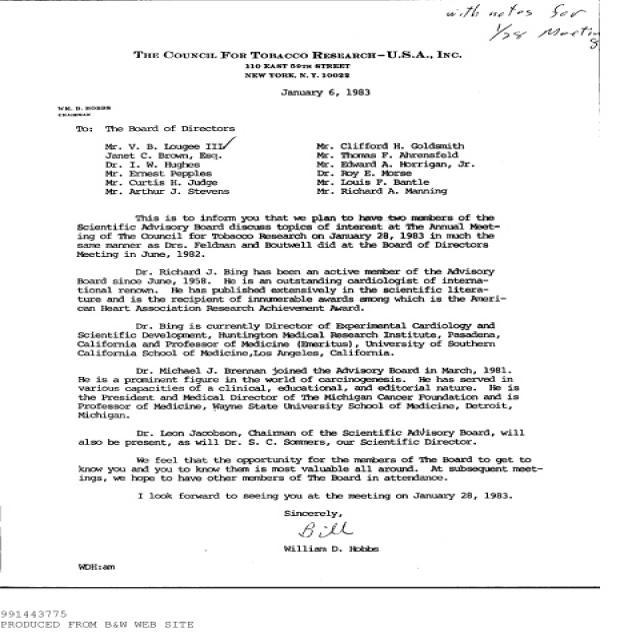 with notes for
1/28 Meeting
THE COUNCIL FOR TOBACCO RESEARCH-U.S.A., INC.
110 EAST 59TH STREET
NEW YORK, N. Y. 10022
January 6, 1983
WM. D. HOBBS
CHAIRMAN
To: The Board of Directors
Mr. V. B. Lougee III Mr. Clifford H. Goldsmith
Janet C. Brown, Esq. Mr. Thomas F. Ahrensfeld
Dr. I. W. Hughes Mr. Edward A. Horrigan, Jr.
Mr. Ernest Pepples Dr. Roy E. Morse
Mr. Curtis H. Judge Mr. Louis F. Bantle
Mr. Arthur J. Stevens Mr. Richard A. Manning
This is to inform you that we plan to have two members of the
Scientific Advisory Board discuss topics of interest at The Annual Meet-
ing of The Council for Tobacco Research on January 28, 1983 in much the
same manner as Drs. Feldman and Boutwell did at the Board of Directors
Meeting in June, 1982.
Dr. Richard J. Bing has been an active member of the Advisory
Board since June, 1958. He is an outstanding cardiologist of interna-
tional renown. He has published extensively in the scientific litera-
ture and is the recipient of innumerable awards among which is the Ameri-
can Heart Association Research Achievement Award.
Dr. Bing is currently Director of Experimental Cardiology and
Scientific Development, Huntington Medical Research Institute, Pasadena,
California and Professor of Medicine (Emeritus), University of Southern
California School of Medicine,Los Angeles, California.
Dr. Michael J. Brennan joined the Advisory Board in March, 1981.
He is a prominent figure in the world of carcinogenesis. He has served in
various capacities of a clinical, educational, and editorial nature. He is
the President and Medical Director of The Michigan Cancer Foundation and is
Professor of Medicine, Wayne State University School of Medicine, Detroit,
Michigan.
Dr. Leon Jacobson, Chairman of the Scientific Advisory Board, will
also be present, as will Dr. S. C. Sommers, our Scientific Director.
We feel that the opportunity for the members of The Board to get to
know you and you to know them is most valuable all around. At subsequent meet-
ings, we hope to have other members of The Board in attendance.
I look forward to seeing you at the meeting on January 28, 1983.
Sincerely,
Bill
William D. Hobbs
WDH:am
991443775
PRODUCED FROM B&W WEB SITE